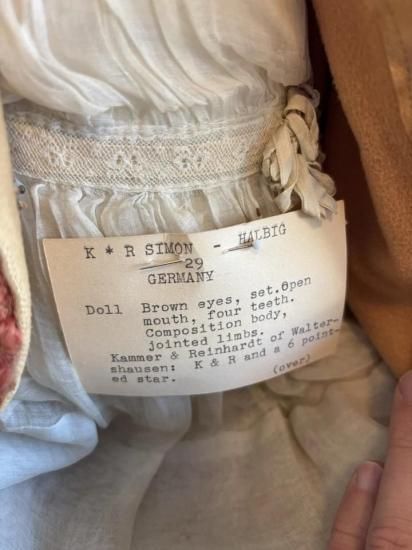 K * R SIMON - HALBIG
29
GERMANY
Doll Brown eyes, set.Open
mouth, four teeth.
Composition body,
jointed limbs.
Kammer & Reinhardt of Walter-
shausen: K & R and a 6 point-
ed star.
(over)